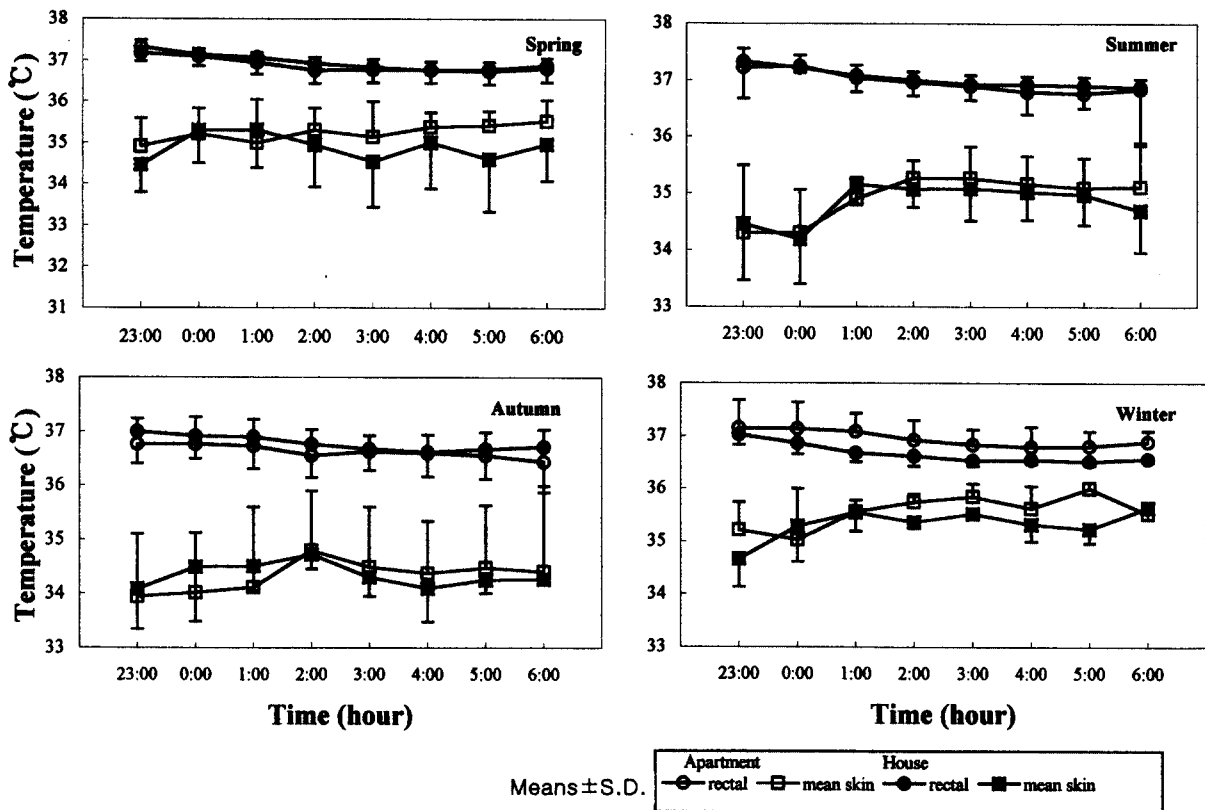 38
37
36
35
34
33
32
31
Temperature (℃)
Spring
23:00 0:00 1:00 2:00 3:00 4:00 5:00 6:00
38
37
36
35
34
33
Summer
23:00 0:00 1:00 2:00 3:00 4:00 5:00 6:00
38
37
36
35
34
33
Temperature (℃)
Autumn
23:00 0:00 1:00 2:00 3:00 4:00 5:00 6:00
Time (hour)
38
37
36
35
34
33
Winter
23:00 0:00 1:00 2:00 3:00 4:00 5:00 6:00
Time (hour)
Means±S.D.
Apartment House
rectal mean skin rectal mean skin